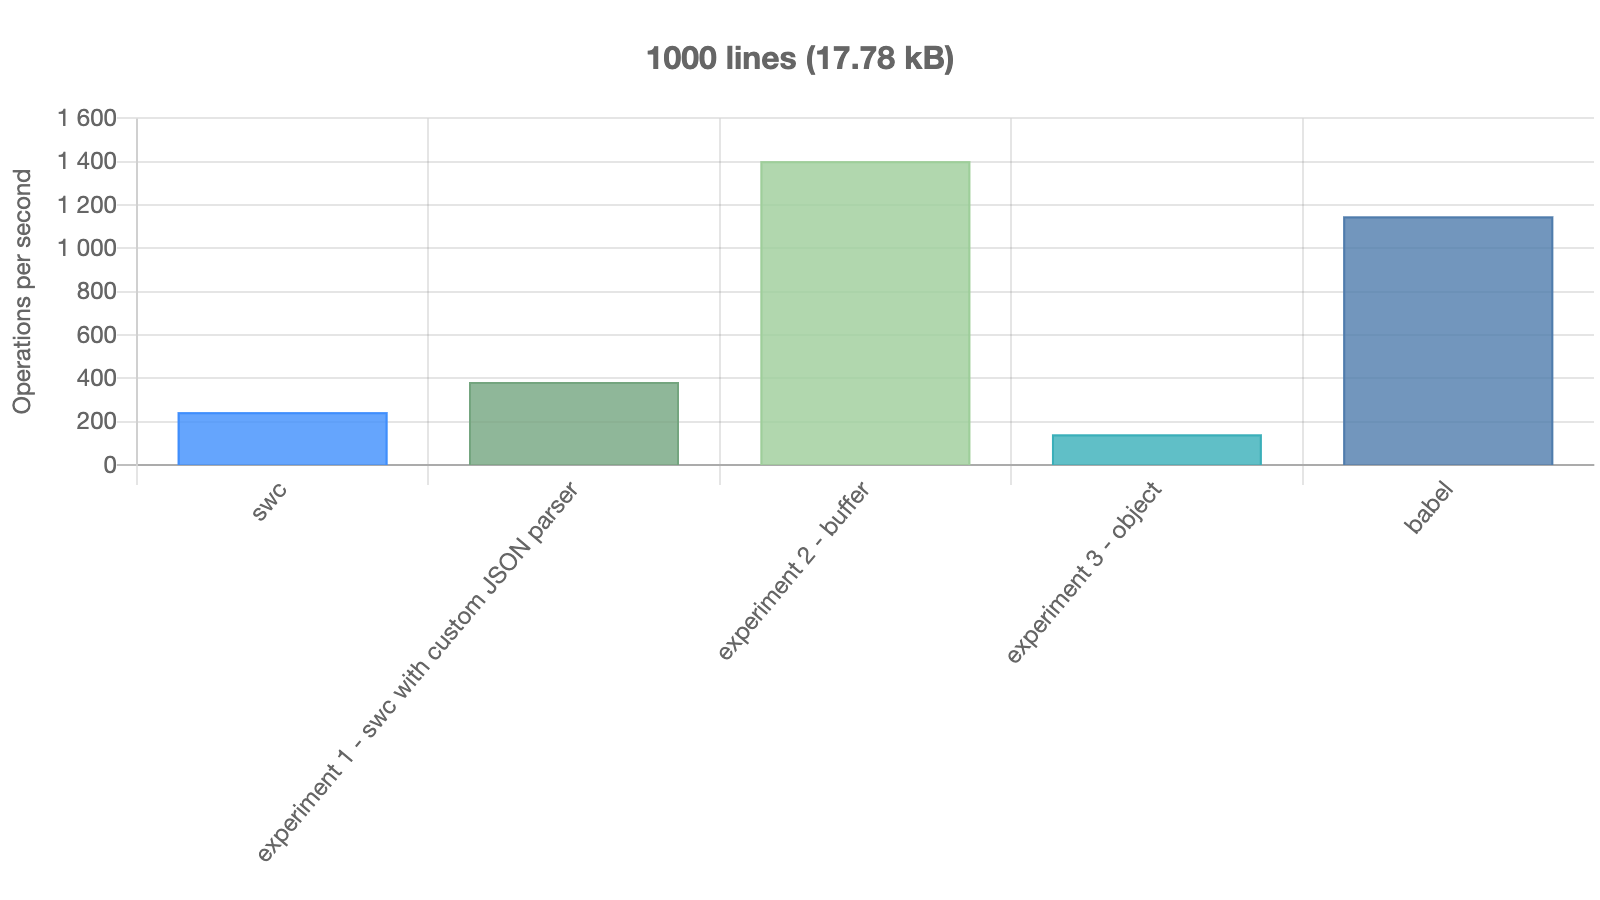 1000 lines (17.78 kB)
Operations per second
1 600
1 400
1 200
1 000
800
600
400
200
0
swc
experiment 1 - swc with custom JSON parser
experiment 2 - buffer
experiment 3 - object
babel